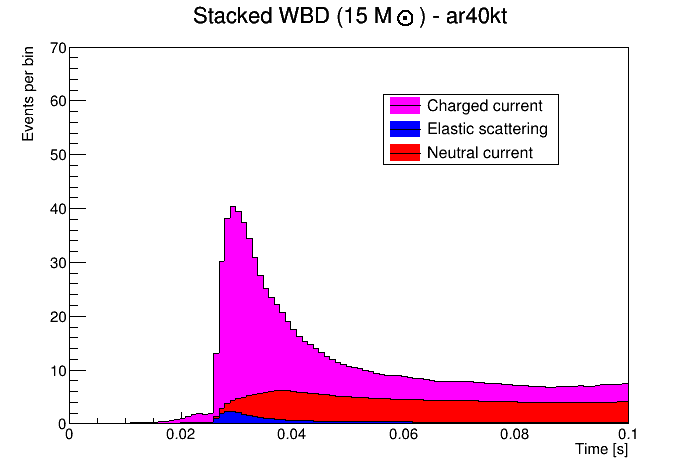 Stacked WBD (15 M☉) - ar40kt
Events per bin
70
60
50
40
30
20
10
0
Charged current
Elastic scattering
Neutral current
0 0.02 0.04 0.06 0.08 0.1
Time [s]